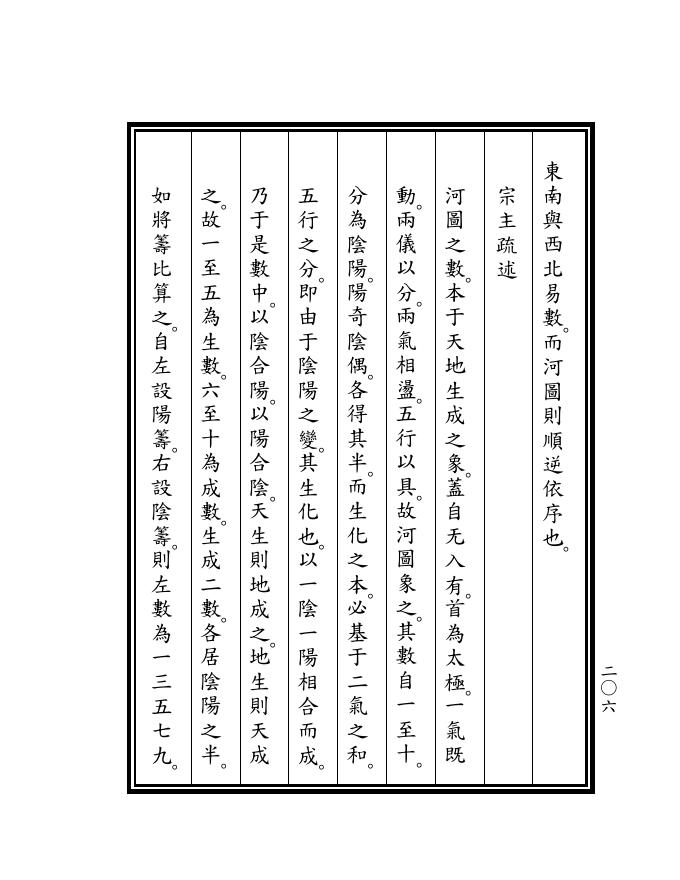 東南與西北易數。而河圖則順逆依序也。
宗主疏述
河圖之數。本于天地生成之象。蓋自无入有。首為太極。一氣既
動。兩儀以分。兩氣相盪。五行以具。故河圖象之。其數自一至十。
分為陰陽。陽奇陰偶。各得其半。而生化之本。必基于二氣之和。
五行之分。即由于陰陽之變。其生化也。以一陰一陽相合而成。
乃于是數中。以陰合陽。以陽合陰。天生則地成之。地生則天成
之。故一至五為生數。六至十為成數。生成二數。各居陰陽之半。
如將籌比算之。自左設陽籌。右設陰籌。則左數為一三五七九。
二〇六